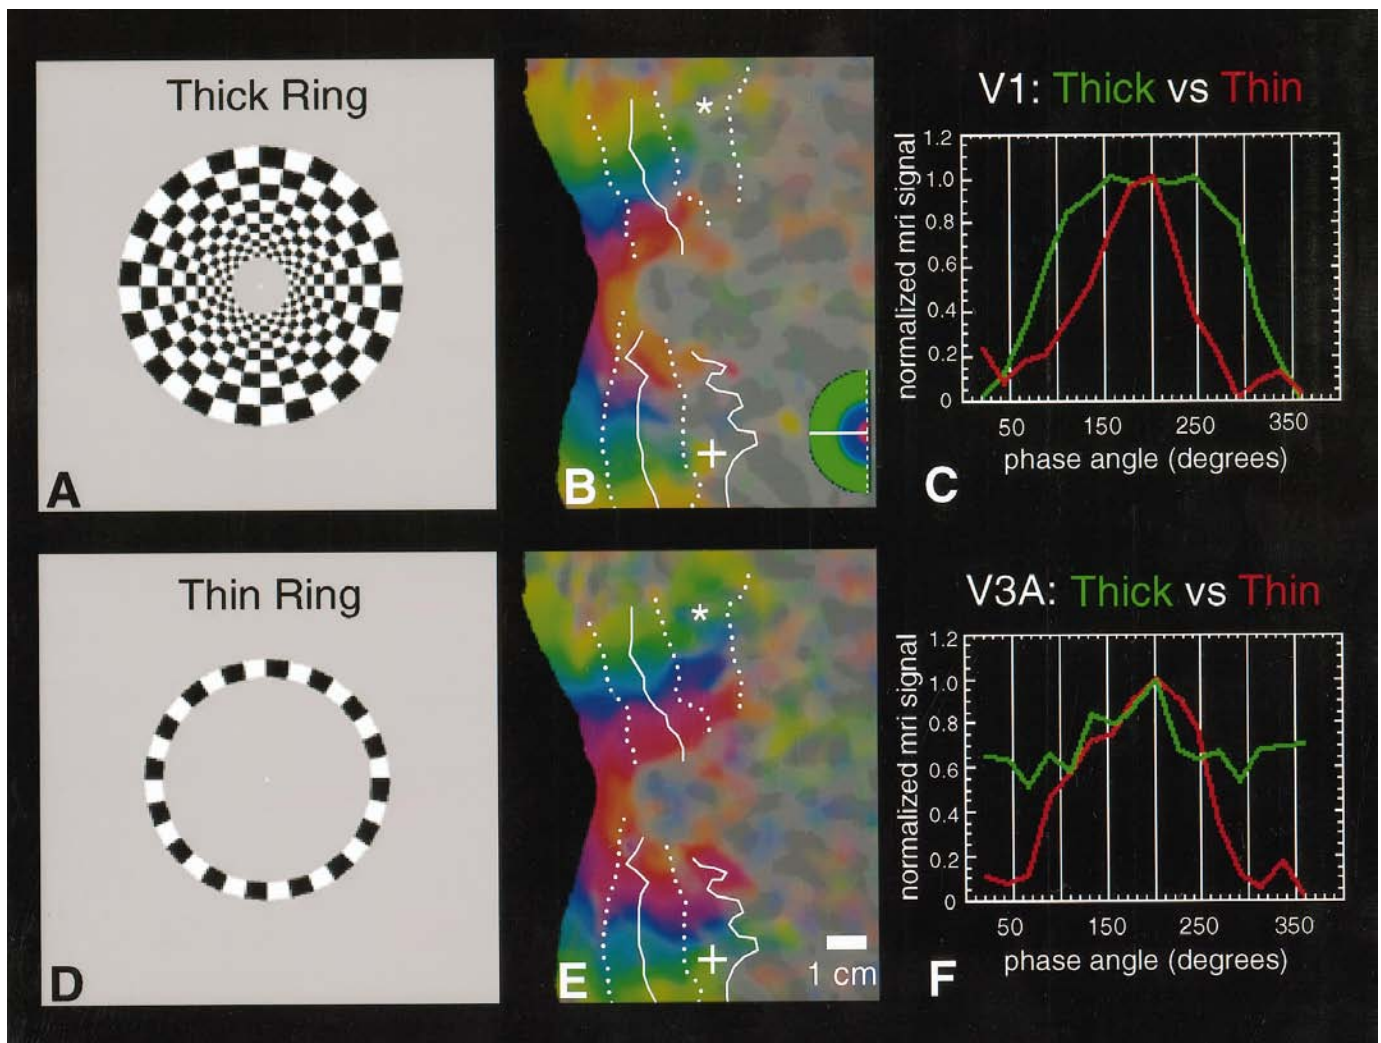 Thick Ring
A
*
+
B
V1: Thick vs Thin
normalized mri signal
1.2
1.0
0.8
0.6
0.4
0.2
0
50 150 250 350
phase angle (degrees)
C
Thin Ring
D
*
+
1 cm
E
V3A: Thick vs Thin
normalized mri signal
1.2
1.0
0.8
0.6
0.4
0.2
0
50 150 250 350
phase angle (degrees)
F